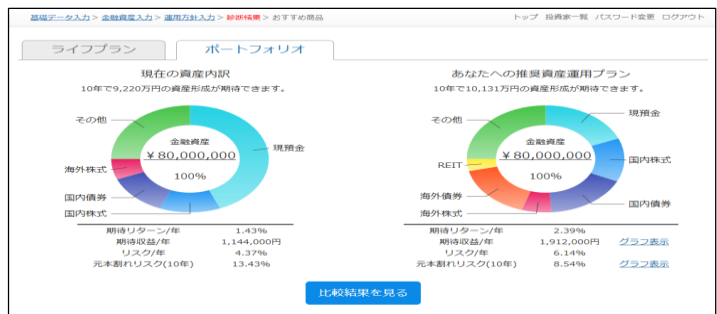 基礎データ入力 > 金融資産入力 > 運用方針入力 > 診断結果 > おすすめ商品
トップ 投資家一覧 パスワード変更 ログアウト
ライフプラン
ポートフォリオ
現在の資産内訳
10年で9,220万円の資産形成が期待できます。
その他
現預金
海外株式
国内債券
国内株式
金融資産
¥80,000,000
100%
期待リターン/年 1.43%
期待収益/年 1,144,000円
リスク/年 4.37%
元本割れリスク(10年) 13.43%
あなたへの推奨資産運用プラン
10年で10,131万円の資産形成が期待できます。
その他
現預金
REIT
国内株式
海外債券
国内債券
海外株式
金融資産
¥80,000,000
100%
期待リターン/年 2.39%
期待収益/年 1,912,000円 グラフ表示
リスク/年 6.14%
元本割れリスク(10年) 8.54% グラフ表示
比較結果を見る